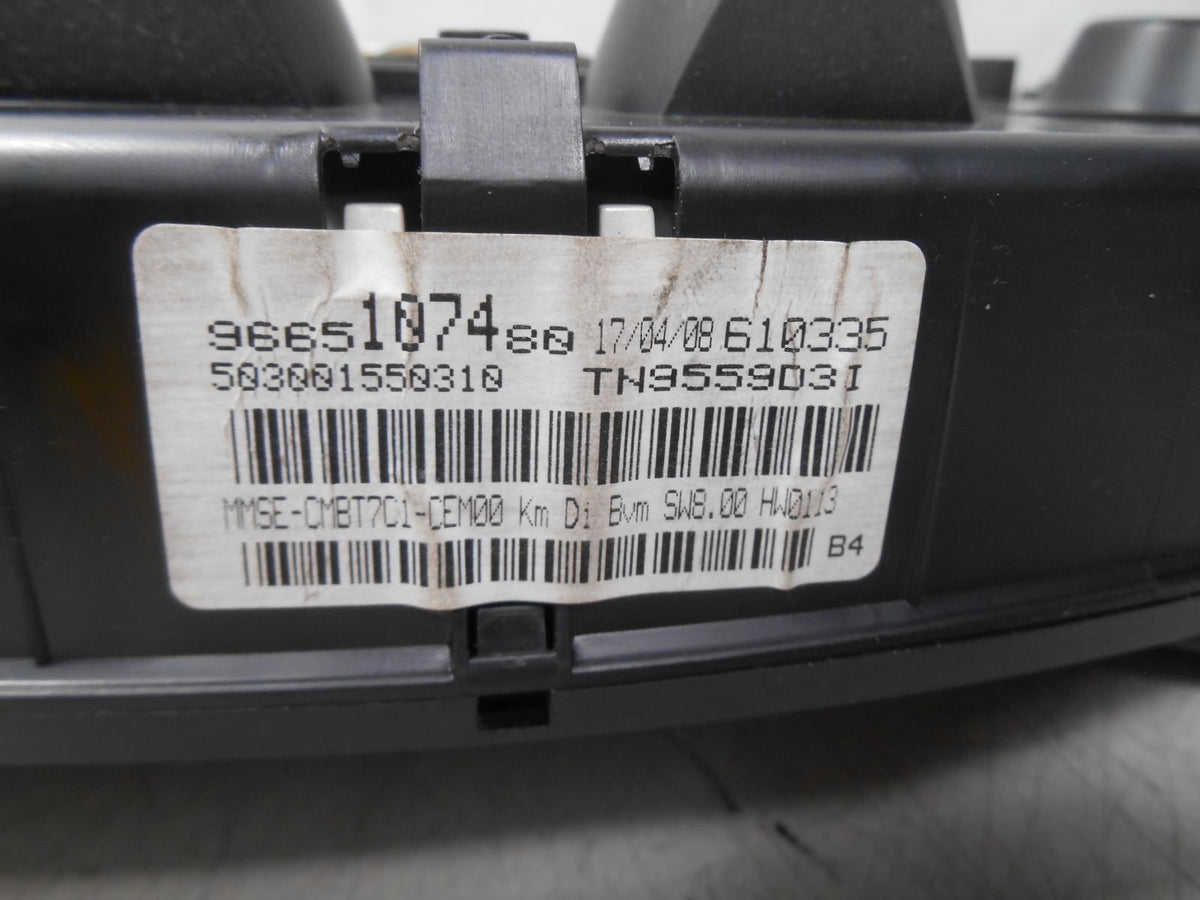 9665107480 17/04/08 610335
503001550310 TN9559D3I
MMSE-CMBT7C1-CEM00 Km Di Bvm SW8.00 HW0113
B4